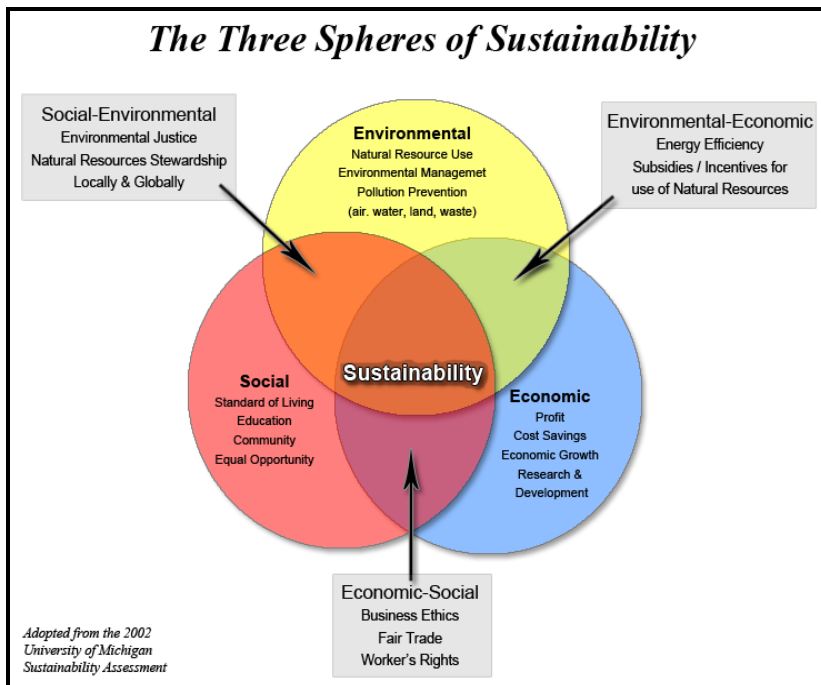 The Three Spheres of Sustainability
Social-Environmental
Environmental Justice
Natural Resources Stewardship
Locally & Globally
Environmental
Natural Resource Use
Environmental Managemet
Pollution Prevention
(air. water, land, waste)
Environmental-Economic
Energy Efficiency
Subsidies / Incentives for
use of Natural Resources
Sustainability
Social
Standard of Living
Education
Community
Equal Opportunity
Economic
Profit
Cost Savings
Economic Growth
Research &
Development
Economic-Social
Business Ethics
Fair Trade
Worker's Rights
Adopted from the 2002
University of Michigan
Sustainability Assessment